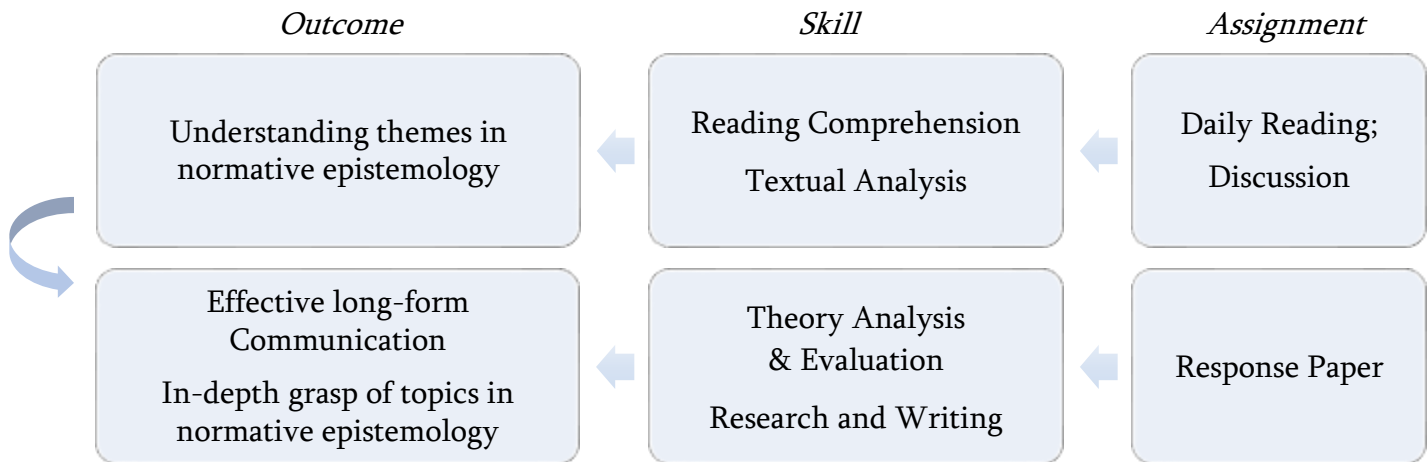 Outcome
Skill
Assignment
Understanding themes in
normative epistemology
Reading Comprehension
Textual Analysis
Daily Reading;
Discussion
Effective long-form
Communication
In-depth grasp of topics in
normative epistemology
Theory Analysis
& Evaluation
Research and Writing
Response Paper